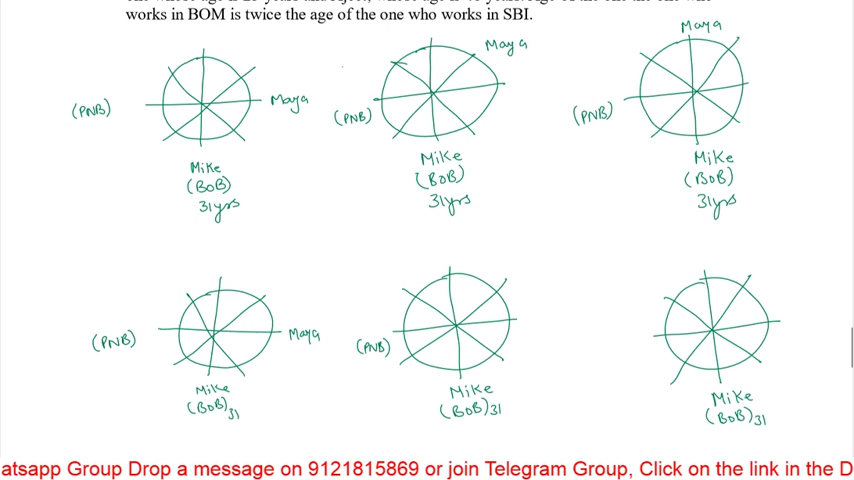 works in BOM is twice the age of the one who works in SBI.
Maya
Maya
(PNB)
Maya
(PNB)
(PNB)
Mike
(BOB)
31yrs
Mike
(BOB)
31yrs
Mike
(BOB)
31yrs
(PNB)
Maya
(PNB)
Mike
(BOB)31
Mike
(BOB)31
Mike
(BOB)31
atsapp Group Drop a message on 9121815869 or join Telegram Group, Click on the link in the D